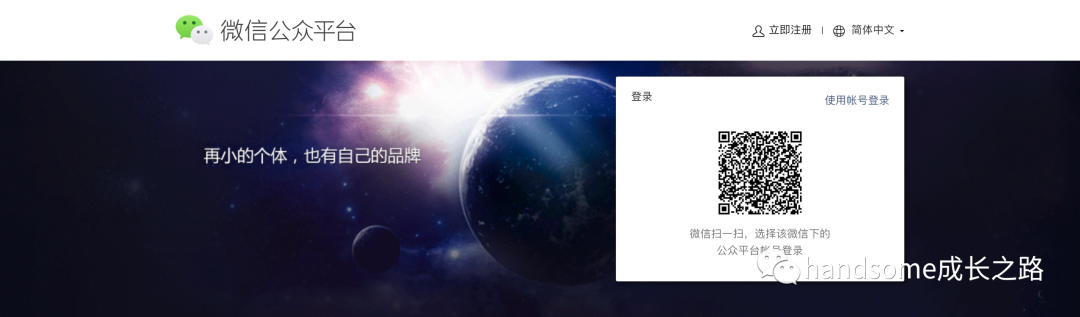 微信公众平台
立即注册 | 简体中文
登录
使用帐号登录
再小的个体，也有自己的品牌
微信扫一扫，选择该微信下的
公众平台帐号登录
handsome成长之路